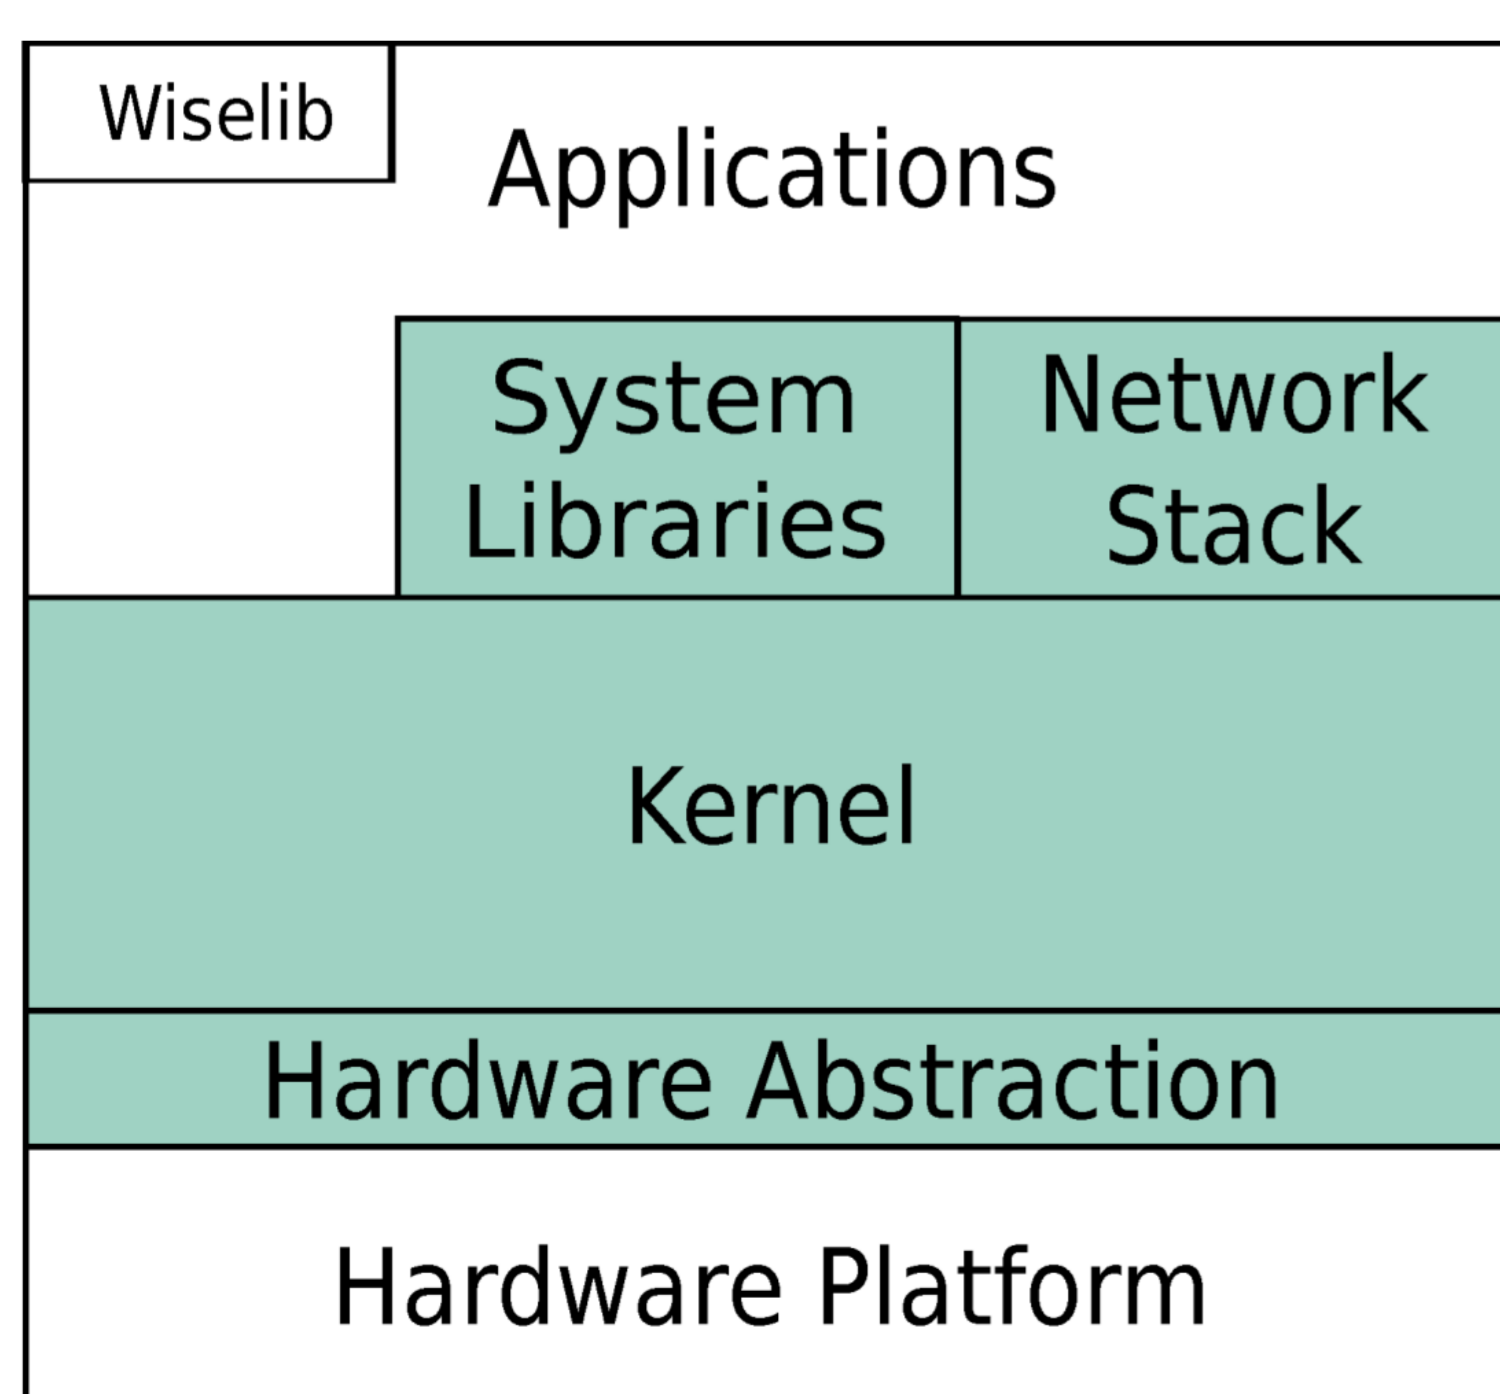 Wiselib
Applications
System
Libraries
Network
Stack
Kernel
Hardware Abstraction
Hardware Platform